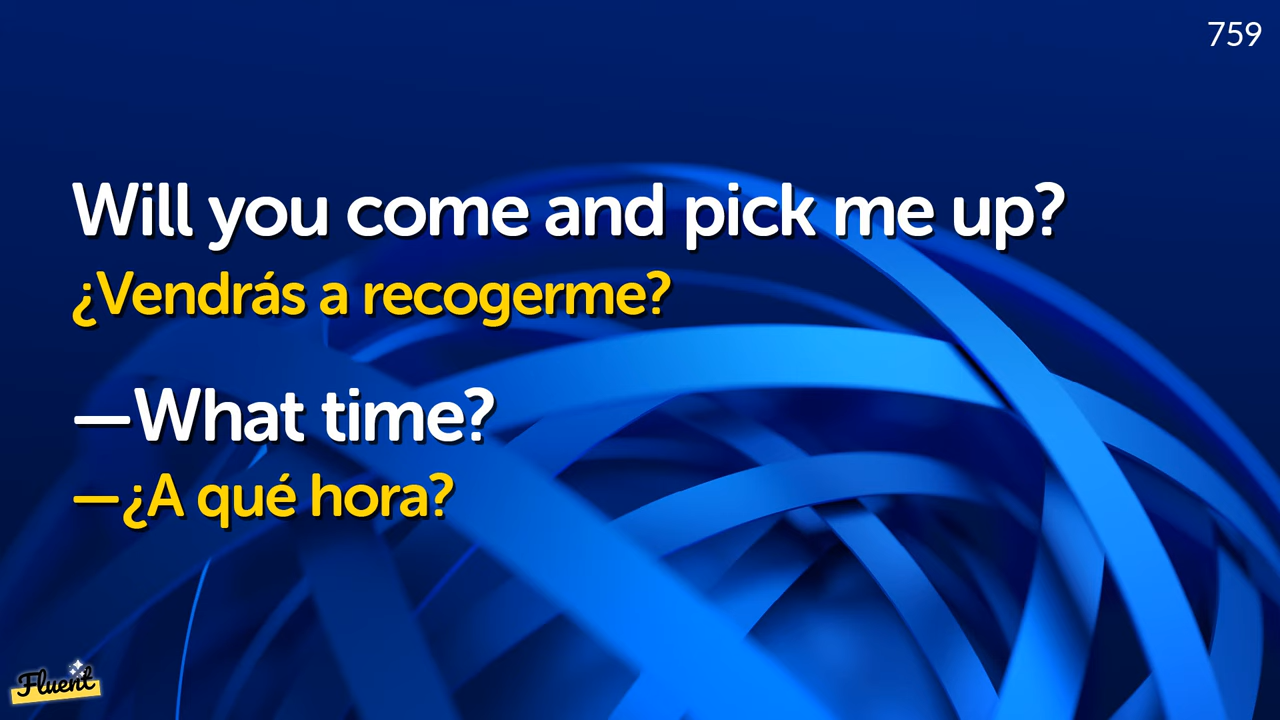 759
Will you come and pick me up?
¿Vendrás a recogerme?
—What time?
—¿A qué hora?
Fluent